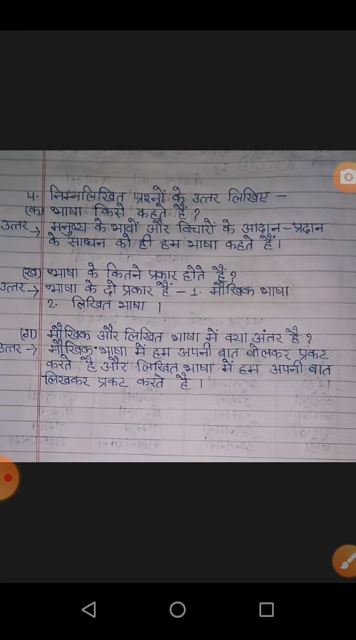 4. निम्नलिखित प्रश्नों के उत्तर लिखिए -
(क) भाषा किसे कहते हैं ?
उत्तर → मनुष्य के भावों और विचारों के आदान-प्रदान
के साधन को ही हम भाषा कहते हैं।
(ख) भाषा के कितने प्रकार होते हैं ?
उत्तर → भाषा के दो प्रकार हैं - 1. मौखिक भाषा
2. लिखित भाषा ।
(ग) मौखिक और लिखित भाषा में क्या अंतर है ?
उत्तर → मौखिक भाषा में हम अपनी बात बोलकर प्रकट
करते हैं और लिखित भाषा में हम अपनी बात
लिखकर प्रकट करते हैं ।